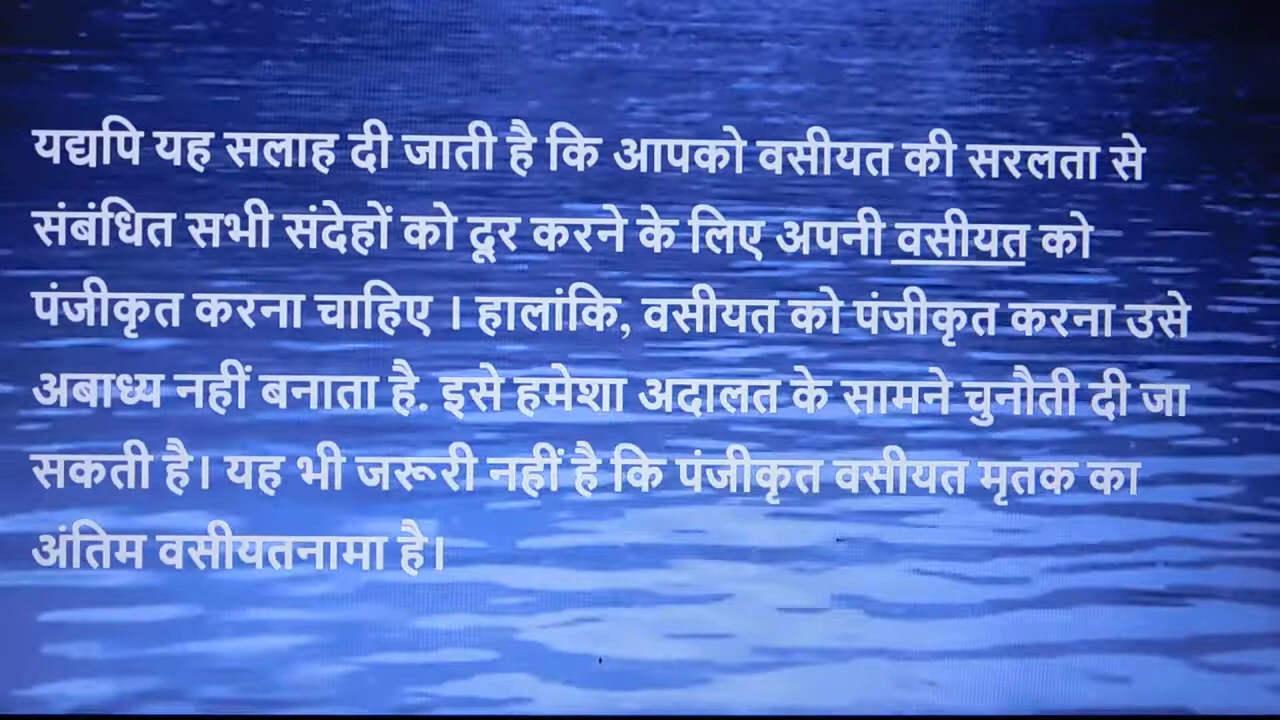 यद्यपि यह सलाह दी जाती है कि आपको वसीयत की सरलता से
संबंधित सभी संदेहों को दूर करने के लिए अपनी वसीयत को
पंजीकृत करना चाहिए । हालांकि, वसीयत को पंजीकृत करना उसे
अबाध्य नहीं बनाता है. इसे हमेशा अदालत के सामने चुनौती दी जा
सकती है। यह भी जरूरी नहीं है कि पंजीकृत वसीयत मृतक का
अंतिम वसीयतनामा है।